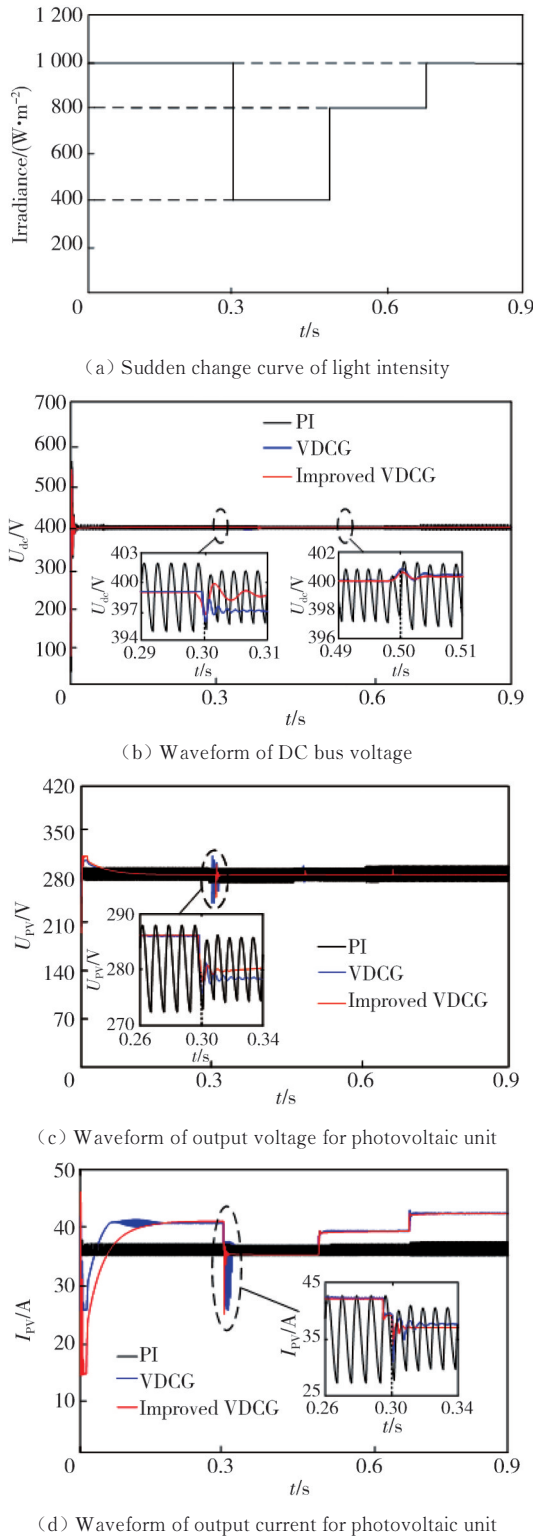 1 200
1 000
800
600
400
200
0
0.3
0.6
0.9
Irradiance/(W•m⁻²)
t/s
（a）Sudden change curve of light intensity
700
600
500
400
300
200
100
0
0.3
0.6
0.9
U_dc/V
t/s
PI
VDCG
Improved VDCG
403
400
397
394
0.29
0.30
0.31
U_dc/V
t/s
402
400
398
396
0.49
0.50
0.51
U_dc/V
t/s
（b）Waveform of DC bus voltage
420
350
280
210
140
70
0
0.3
0.6
0.9
U_PV/V
t/s
PI
VDCG
Improved VDCG
290
280
270
0.26
0.30
0.34
U_PV/V
t/s
（c）Waveform of output voltage for photovoltaic unit
50
40
30
20
10
0
0.3
0.6
0.9
I_PV/A
t/s
PI
VDCG
Improved VDCG
45
35
25
0.26
0.30
0.34
I_PV/A
t/s
（d）Waveform of output current for photovoltaic unit